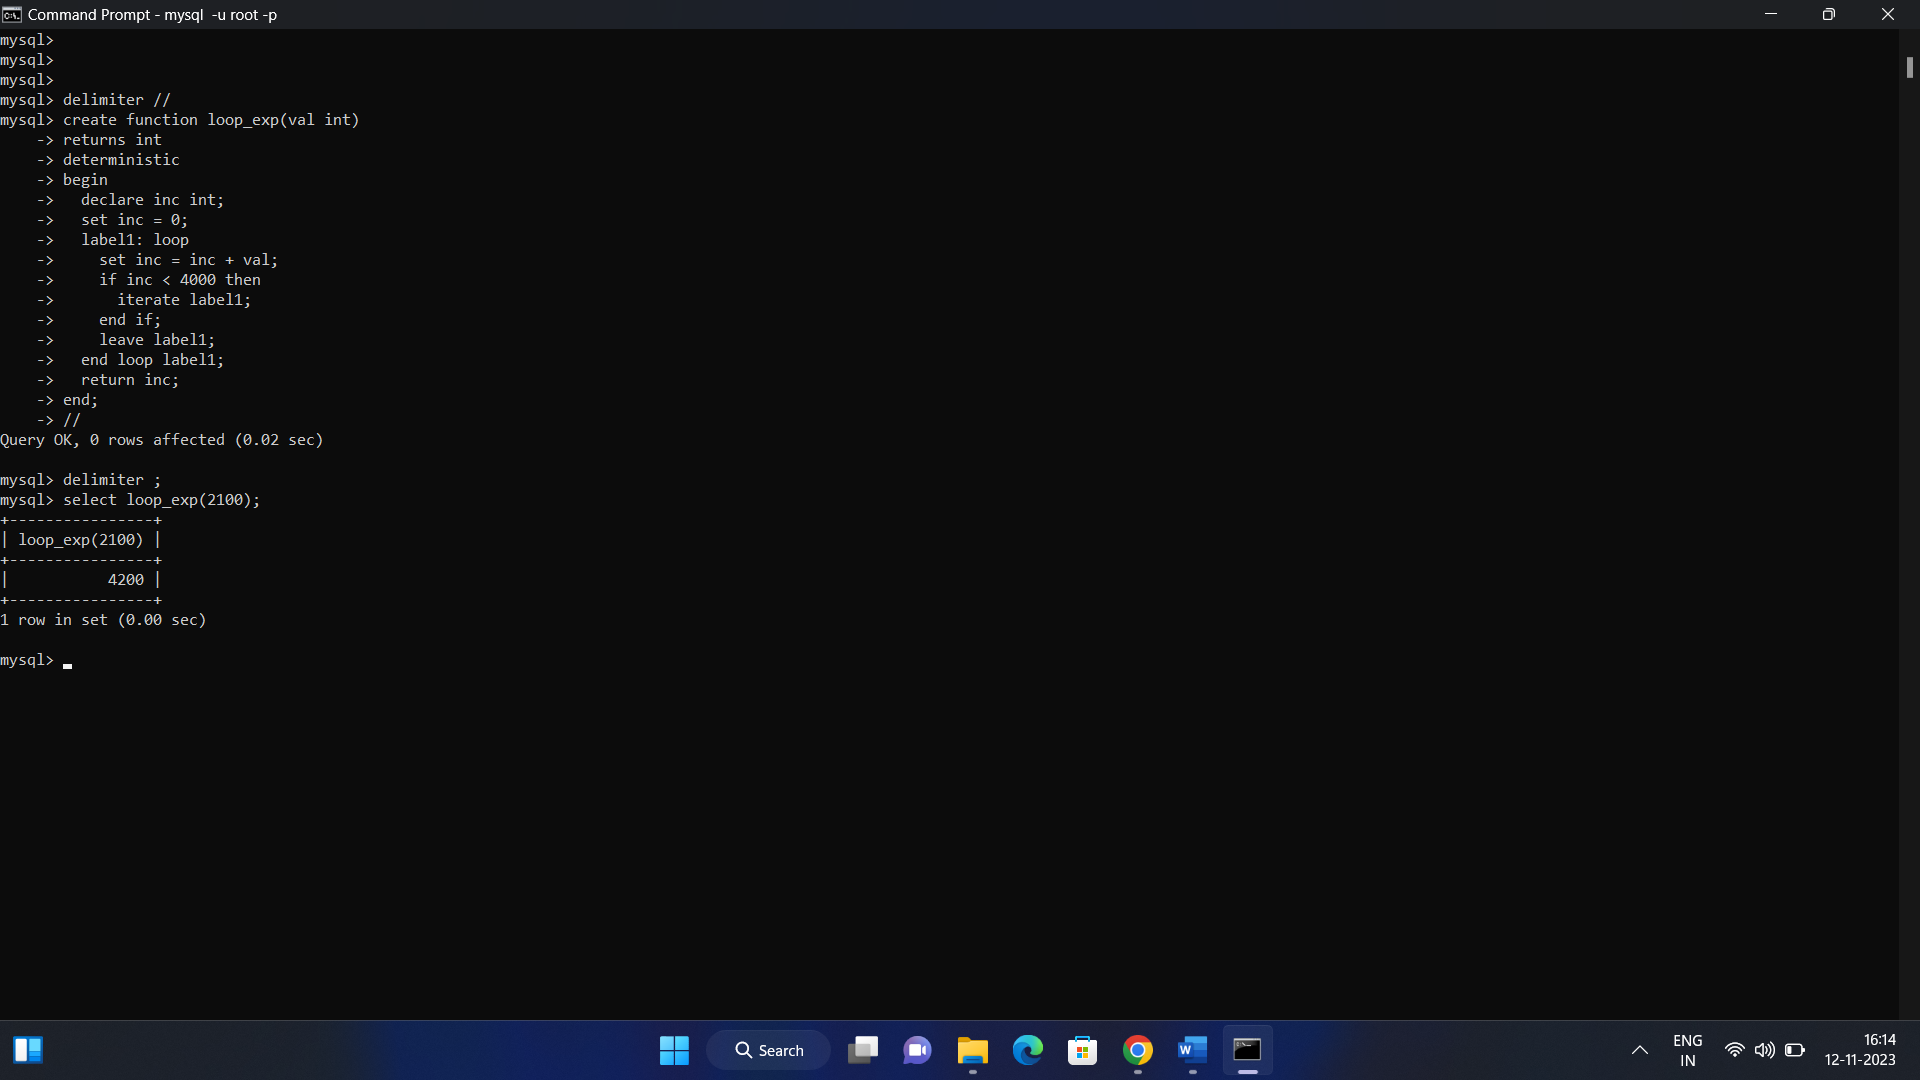 Command Prompt - mysql  -u root -p
mysql>
mysql>
mysql>
mysql> delimiter //
mysql> create function loop_exp(val int)
    -> returns int
    -> deterministic
    -> begin
    ->   declare inc int;
    ->   set inc = 0;
    ->   label1: loop
    ->     set inc = inc + val;
    ->     if inc < 4000 then
    ->       iterate label1;
    ->     end if;
    ->     leave label1;
    ->   end loop label1;
    ->   return inc;
    -> end;
    -> //
Query OK, 0 rows affected (0.02 sec)
mysql> delimiter ;
mysql> select loop_exp(2100);
+----------------+
| loop_exp(2100) |
+----------------+
|           4200 |
+----------------+
1 row in set (0.00 sec)
mysql>
Search
ENG
IN
16:14
12-11-2023